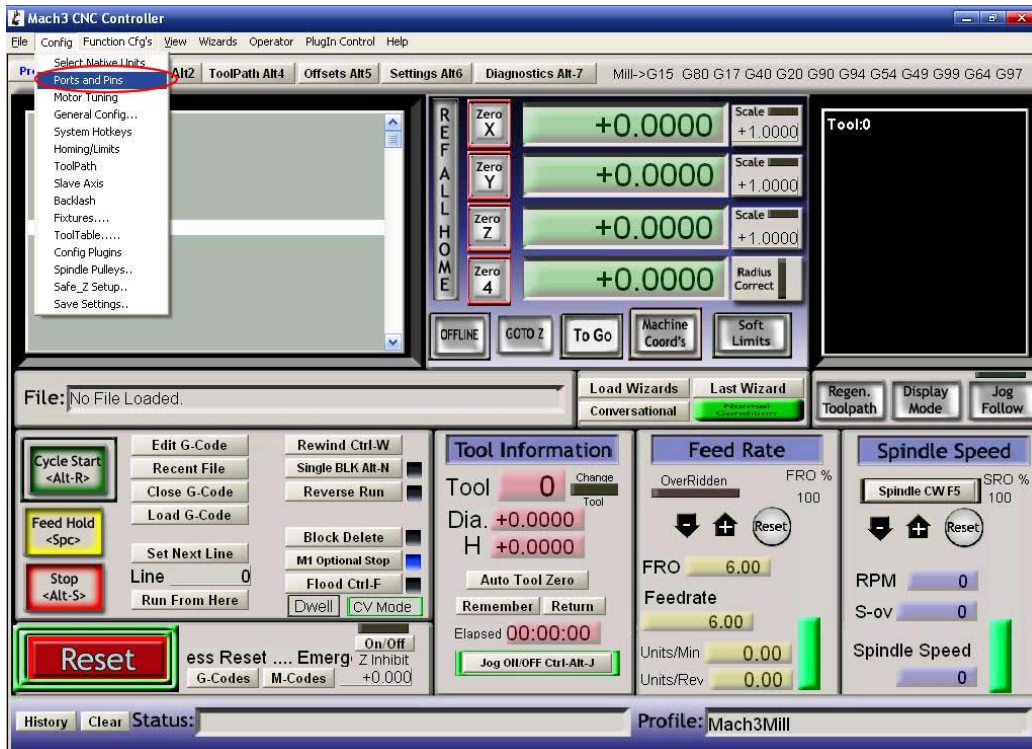 Mach3 CNC Controller
File Config Function Cfg's View Wizards Operator PlugIn Control Help
Select Native Units
Ports and Pins
Motor Tuning
General Config...
System Hotkeys
Homing/Limits
ToolPath
Slave Axis
Backlash
Fixtures....
ToolTable.....
Config Plugins
Spindle Pulleys..
Safe_Z Setup..
Save Settings..
Alt2 ToolPath Alt4 Offsets Alt5 Settings Alt6 Diagnostics Alt-7 Mill->G15 G80 G17 G40 G20 G90 G94 G54 G49 G99 G64 G97
REF ALL HOME
Zero X +0.0000 Scale +1.0000
Zero Y +0.0000 Scale +1.0000
Zero Z +0.0000 Scale +1.0000
Zero 4 +0.0000 Radius Correct
OFFLINE GOTO Z To Go Machine Coord's Soft Limits
Tool:0
File: No File Loaded.
Load Wizards Last Wizard
Conversational Normal Condition
Regen. Toolpath Display Mode Jog Follow
Cycle Start <Alt-R>
Feed Hold <Spc>
Stop <Alt-S>
Edit G-Code
Recent File
Close G-Code
Load G-Code
Set Next Line
Line 0
Run From Here
Rewind Ctrl-W
Single BLK Alt-N
Reverse Run
Block Delete
M1 Optional Stop
Flood Ctrl-F
Dwell CV Mode
Reset
ess Reset .... Emerg
G-Codes M-Codes
On/Off
Z Inhibit
+0.000
Tool Information
Tool 0 Change Tool
Dia. +0.0000
H +0.0000
Auto Tool Zero
Remember Return
Elapsed 00:00:00
Jog ON/OFF Ctrl-Alt-J
Feed Rate
OverRidden FRO %
100
Reset
FRO 6.00
Feedrate
6.00
Units/Min 0.00
Units/Rev 0.00
Spindle Speed
Spindle CW F5 SRO %
100
Reset
RPM 0
S-ov 0
Spindle Speed
0
History Clear Status: Profile: Mach3Mill